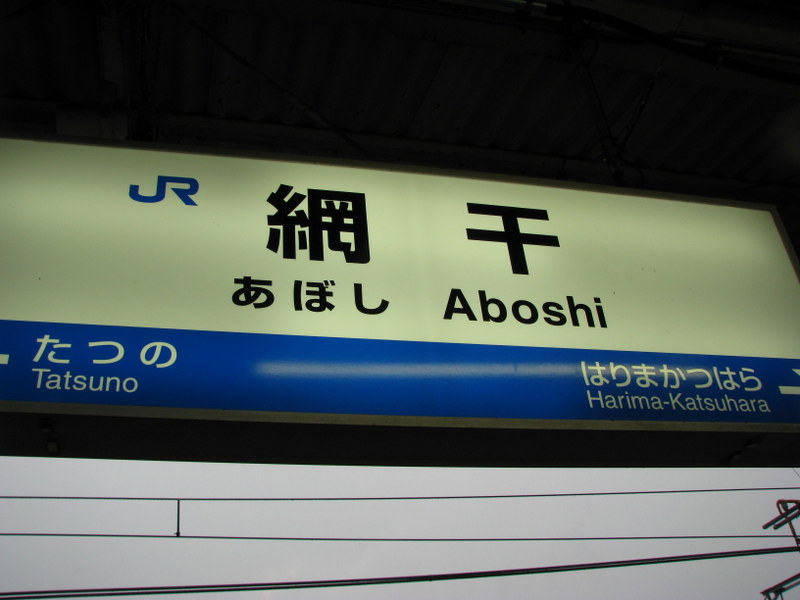 JR 網干
あぼし Aboshi
たつの
Tatsuno
はりまかつはら
Harima-Katsuhara